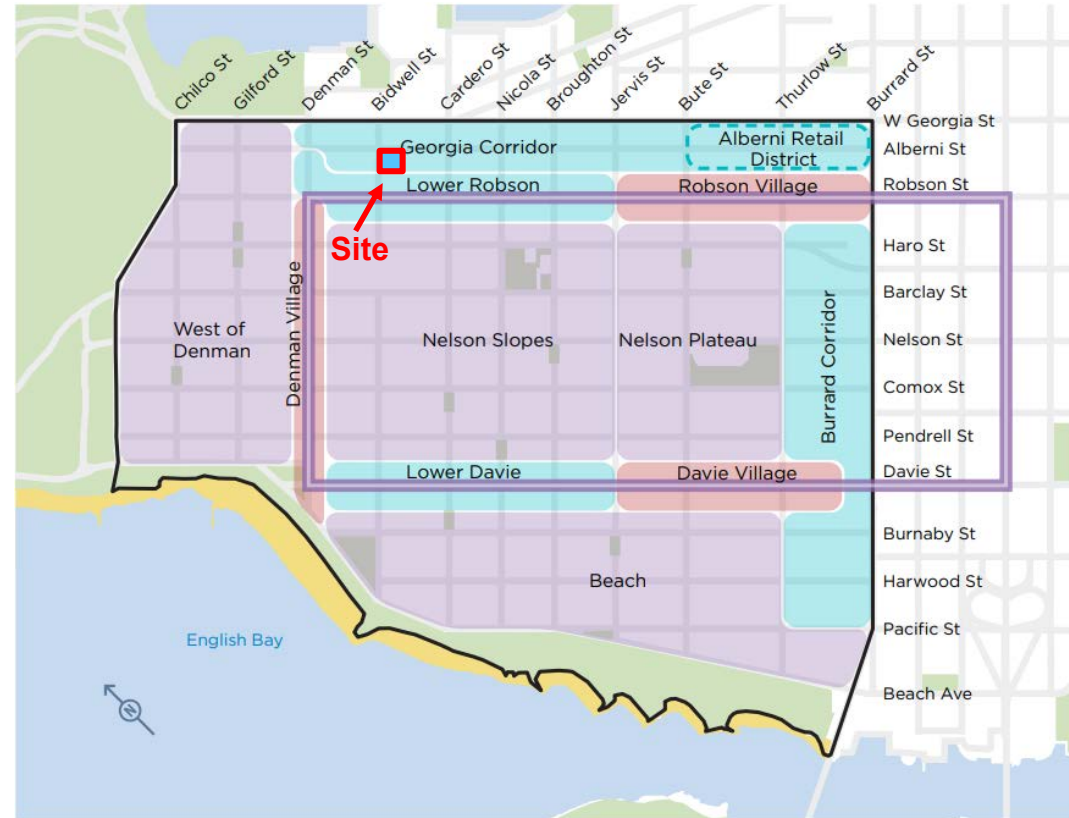 Chilco St
Gilford St
Denman St
Bidwell St
Cardero St
Nicola St
Broughton St
Jervis St
Bute St
Thurlow St
Burrard St
W Georgia St
Alberni St
Robson St
Haro St
Barclay St
Nelson St
Comox St
Pendrell St
Davie St
Burnaby St
Harwood St
Pacific St
Beach Ave
Georgia Corridor
Alberni Retail
District
Lower Robson
Robson Village
Site
Denman Village
West of
Denman
Nelson Slopes
Nelson Plateau
Burrard Corridor
Lower Davie
Davie Village
Beach
English Bay
N